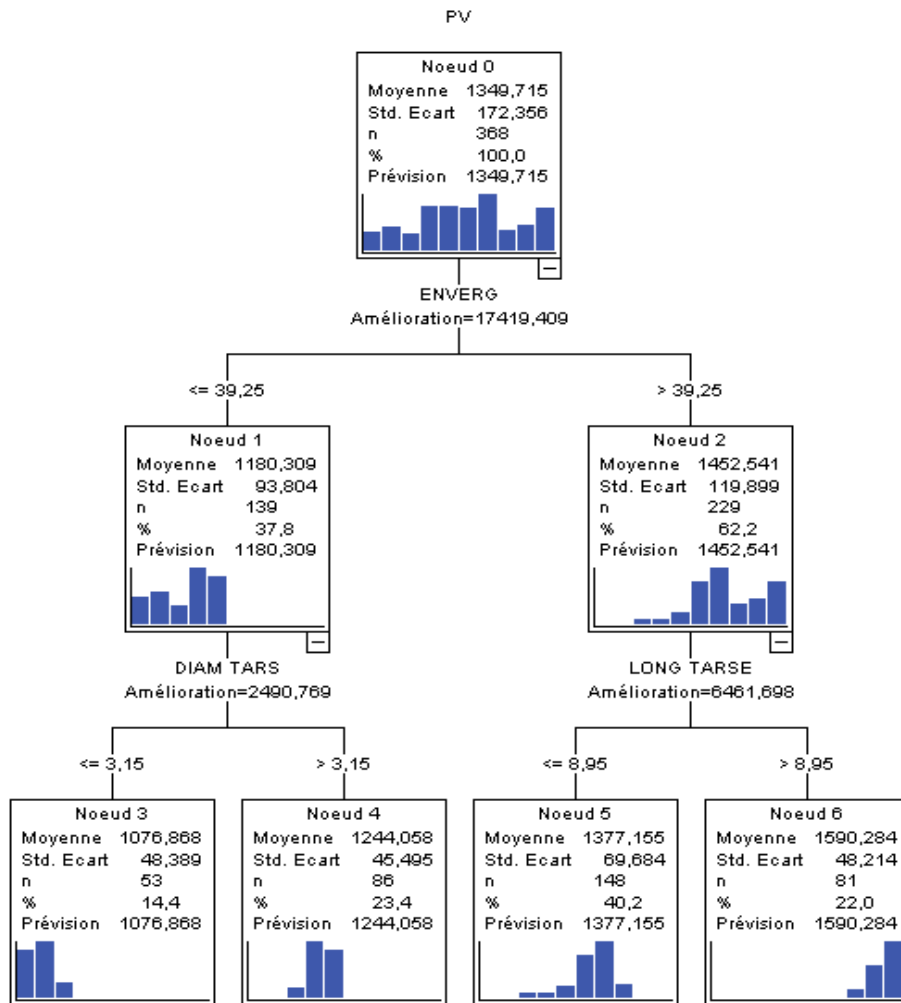 PV
Noeud 0
Moyenne 1349,715
Std. Ecart 172,356
n 368
% 100,0
Prévision 1349,715
ENVERG
Amélioration=17419,409
<= 39,25
> 39,25
Noeud 1
Moyenne 1180,309
Std. Ecart 93,804
n 139
% 37,8
Prévision 1180,309
Noeud 2
Moyenne 1452,541
Std. Ecart 119,899
n 229
% 62,2
Prévision 1452,541
DIAM TARS
Amélioration=2490,769
LONG TARSE
Amélioration=6461,698
<= 3,15
> 3,15
<= 8,95
> 8,95
Noeud 3
Moyenne 1076,868
Std. Ecart 48,389
n 53
% 14,4
Prévision 1076,868
Noeud 4
Moyenne 1244,058
Std. Ecart 45,495
n 86
% 23,4
Prévision 1244,058
Noeud 5
Moyenne 1377,155
Std. Ecart 69,684
n 148
% 40,2
Prévision 1377,155
Noeud 6
Moyenne 1590,284
Std. Ecart 48,214
n 81
% 22,0
Prévision 1590,284